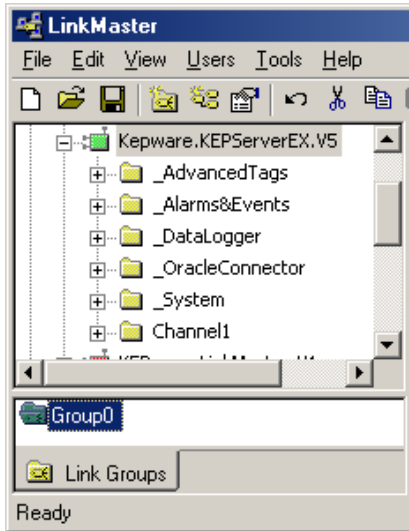 LinkMaster
File Edit View Users Tools Help
Kepware.KEPServerEX.V5
_AdvancedTags
_Alarms&Events
_DataLogger
_OracleConnector
_System
Channel1
Group0
Link Groups
Ready